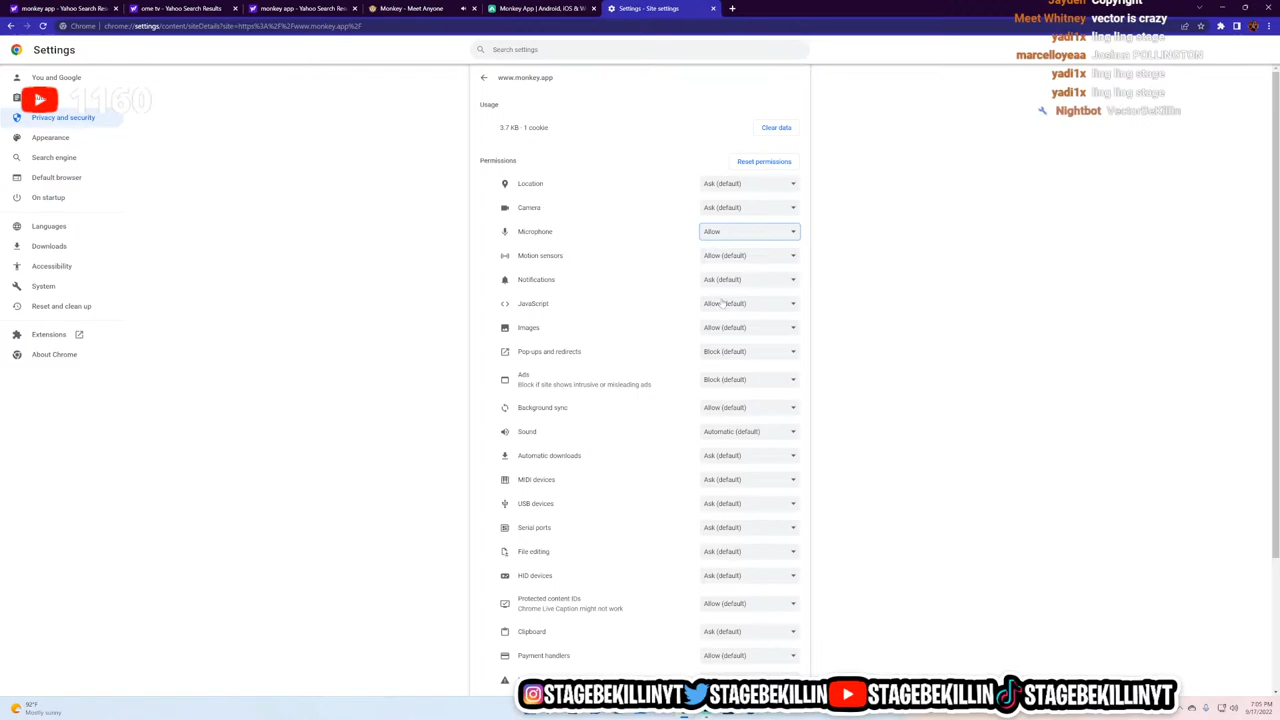 monkey app - Yahoo Search Res
ome tv - Yahoo Search Results
monkey app - Yahoo Search Res
Monkey - Meet Anyone
Monkey App | Android, iOS & W
Settings - Site settings
Chrome | chrome://settings/content/siteDetails?site=https%3A%2F%2Fwww.monkey.app%2F
Jayden Copyright
Meet Whitney vector is crazy
yadi1x ling ling stage
marcelloyeaa Joshua: POLLINGTON
yadi1x ling ling stage
yadi1x ling ling stage
Nightbot VectorBeKillin
Settings
Search settings
You and Google
1160
Privacy and security
Appearance
Search engine
Default browser
On startup
Languages
Downloads
Accessibility
System
Reset and clean up
Extensions
About Chrome
www.monkey.app
Usage
3.7 KB · 1 cookie
Clear data
Permissions
Reset permissions
Location Ask (default)
Camera Ask (default)
Microphone Allow
Motion sensors Allow (default)
Notifications Ask (default)
JavaScript Allow (default)
Images Allow (default)
Pop-ups and redirects Block (default)
Ads
Block if site shows intrusive or misleading ads
Block (default)
Background sync Allow (default)
Sound Automatic (default)
Automatic downloads Ask (default)
MIDI devices Ask (default)
USB devices Ask (default)
Serial ports Ask (default)
File editing Ask (default)
HID devices Ask (default)
Protected content IDs
Chrome Live Caption might not work
Allow (default)
Clipboard Ask (default)
Payment handlers Allow (default)
STAGEBEKILLINYT STAGEBEKILLIN STAGEBEKILLIN STAGEBEKILLINYT
92°F
Mostly sunny
7:05 PM
9/17/2022